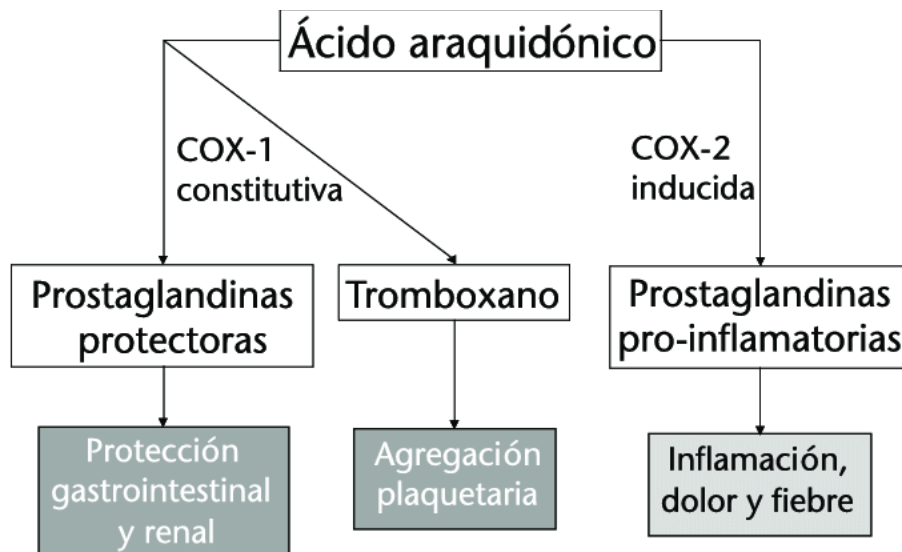 Ácido araquidónico
COX-1
constitutiva
COX-2
inducida
Prostaglandinas
protectoras
Tromboxano
Prostaglandinas
pro-inflamatorias
Protección
gastrointestinal
y renal
Agregación
plaquetaria
Inflamación,
dolor y fiebre